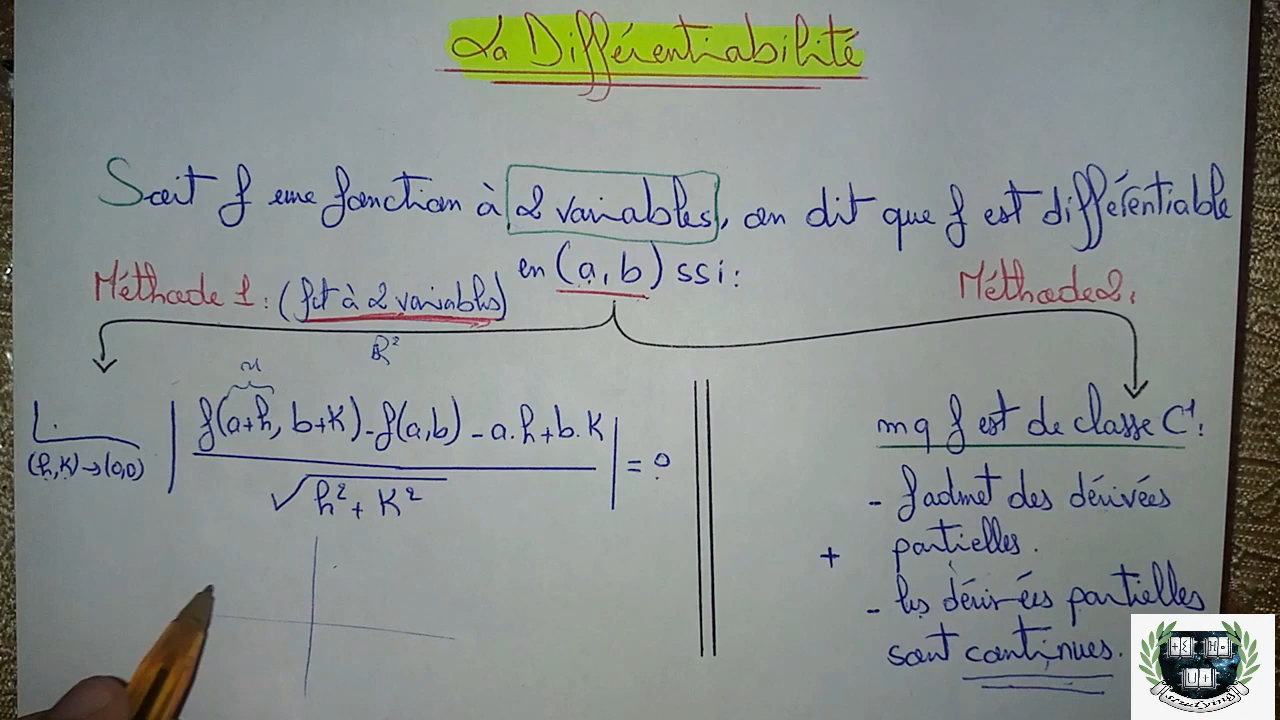 La Différentiabilité
Soit f une fonction à 2 variables, on dit que f est différentiable
en (a, b) ssi:
Méthode 1: (fct à 2 variables)
Méthode 2:
ℝ²
x
L. | f(a+h, b+K) - f(a,b) - a.h + b.K | = 0
(h,K)→(0,0)
√h² + K²
mq f est de classe C¹:
- f admet des dérivées
partielles.
+
- les dérivées partielles
sont continues.